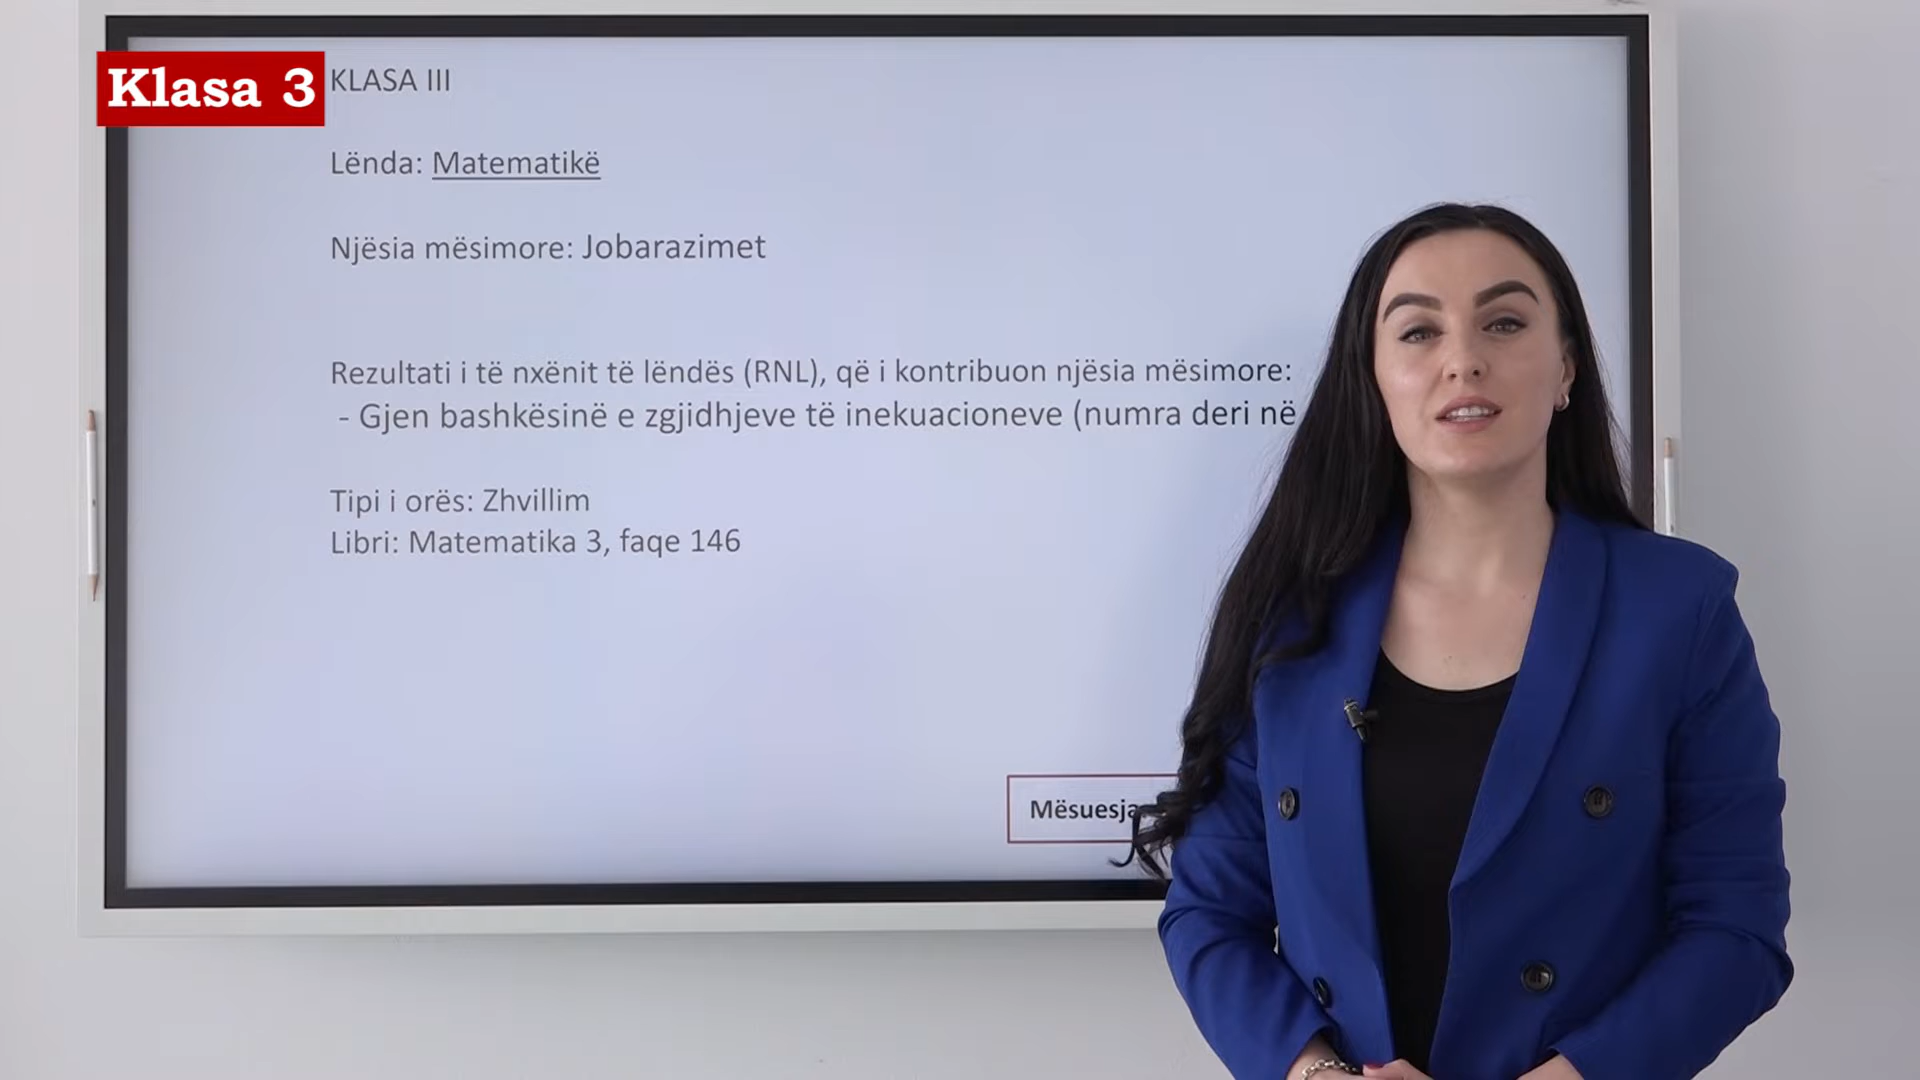 Klasa 3
KLASA III
Lënda: Matematikë
Njësia mësimore: Jobarazimet
Rezultati i të nxënit të lëndës (RNL), që i kontribuon njësia mësimore:
- Gjen bashkësinë e zgjidhjeve të inekuacioneve (numra deri në
Tipi i orës: Zhvillim
Libri: Matematika 3, faqe 146
Mësuesja